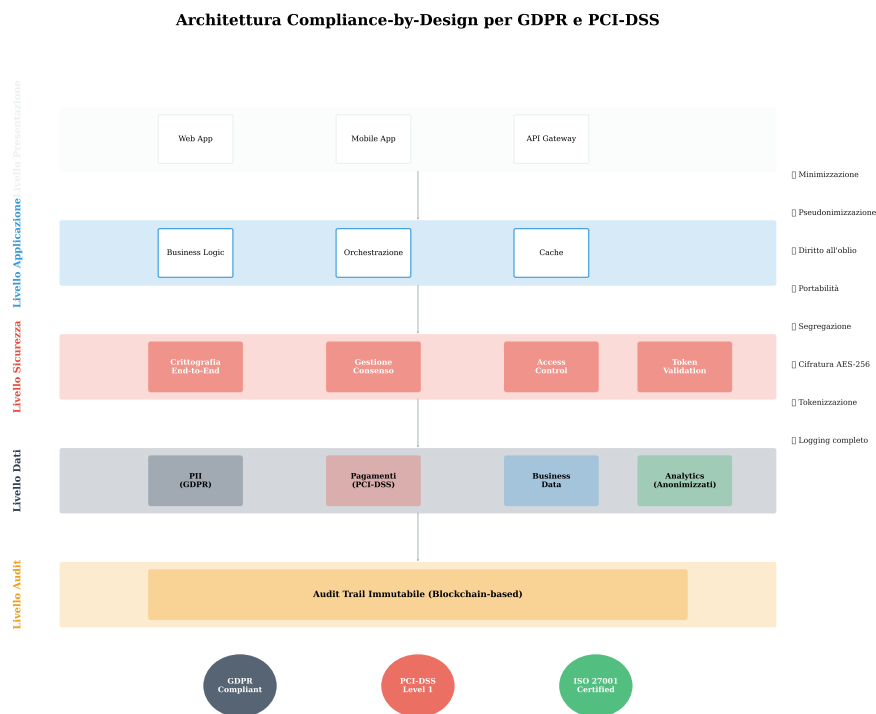 Architettura Compliance-by-Design per GDPR e PCI-DSS
Livello Presentazione
Web App
Mobile App
API Gateway
Livello Applicazione
Business Logic
Orchestrazione
Cache
Livello Sicurezza
Crittografia
End-to-End
Gestione
Consenso
Access
Control
Token
Validation
Livello Dati
PII
(GDPR)
Pagamenti
(PCI-DSS)
Business
Data
Analytics
(Anonimizzati)
Livello Audit
Audit Trail Immutabile (Blockchain-based)
GDPR
Compliant
PCI-DSS
Level 1
ISO 27001
Certified
Minimizzazione
Pseudonimizzazione
Diritto all'oblio
Portabilità
Segregazione
Cifratura AES-256
Tokenizzazione
Logging completo